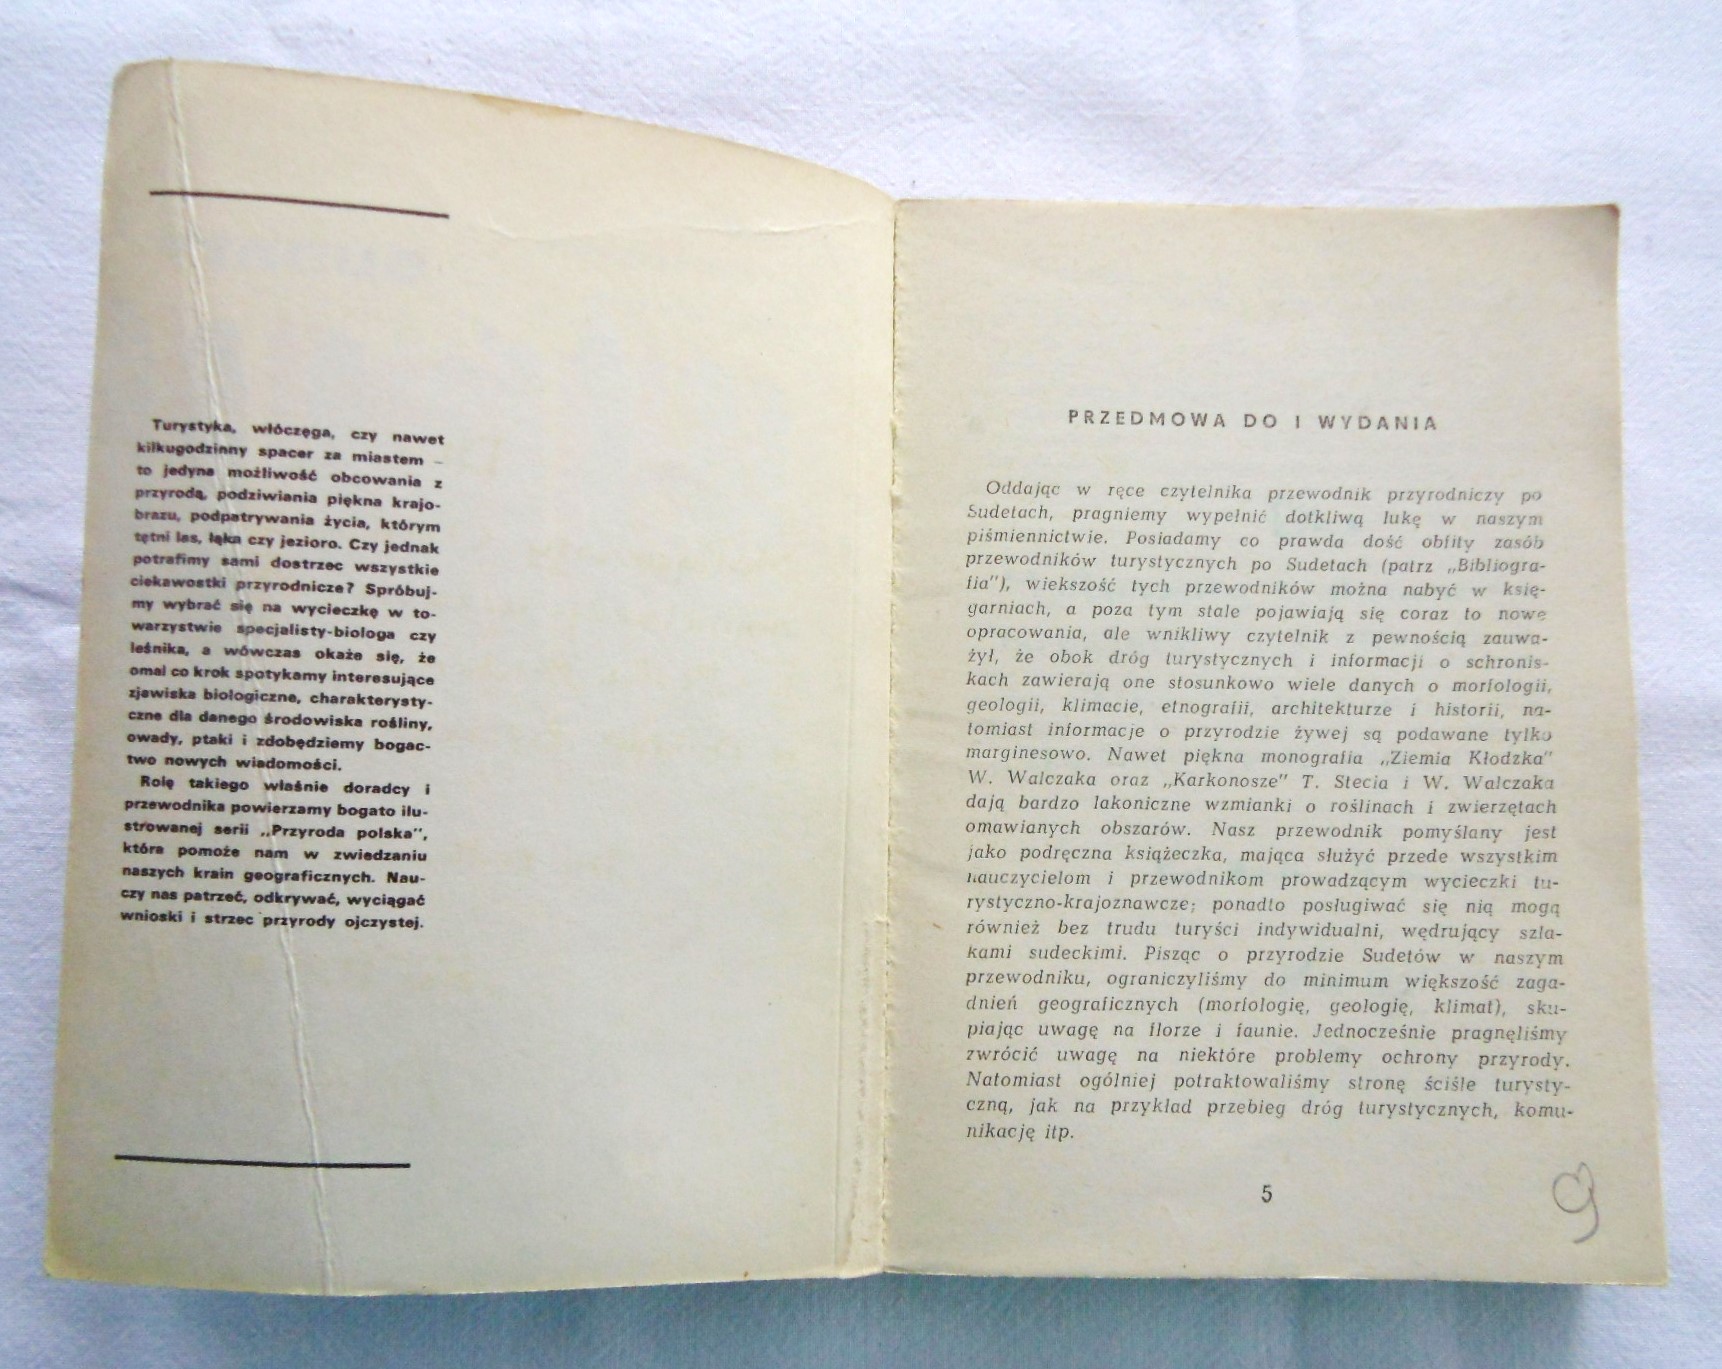 Turystyka, włóczęga, czy nawet
kilkugodzinny spacer za miastem –
to jedyna możliwość obcowania z
przyrodą, podziwiania piękna krajo-
brazu, podpatrywania życia, którym
tętni las, łąka czy jezioro. Czy jednak
potrafimy sami dostrzec wszystkie
ciekawostki przyrodnicze? Spróbuj-
my wybrać się na wycieczkę w to-
warzystwie specjalisty-biologa czy
leśnika, a wówczas okaże się, że
omal co krok spotykamy interesujące
zjawiska biologiczne, charakterysty-
czne dla danego środowiska rośliny,
owady, ptaki i zdobędziemy bogac-
two nowych wiadomości.
Rolę takiego właśnie doradcy i
przewodnika powierzamy bogato ilu-
strowanej serii „Przyroda polska”,
która pomoże nam w zwiedzaniu
naszych krain geograficznych. Nau-
czy nas patrzeć, odkrywać, wyciągać
wnioski i strzec przyrody ojczystej.
PRZEDMOWA DO I WYDANIA
Oddając w ręce czytelnika przewodnik przyrodniczy po
Sudetach, pragniemy wypełnić dotkliwą lukę w naszym
piśmiennictwie. Posiadamy co prawda dość obfity zasób
przewodników turystycznych po Sudetach (patrz „Bibliogra-
fia”), wiekszość tych przewodników można nabyć w księ-
garniach, a poza tym stale pojawiają się coraz to nowe
opracowania, ale wnikliwy czytelnik z pewnością zauwa-
żył, że obok dróg turystycznych i informacji o schronis-
kach zawierają one stosunkowo wiele danych o morfologii,
geologii, klimacie, etnografii, architekturze i historii, na-
tomiast informacje o przyrodzie żywej są podawane tylko
marginesowo. Nawet piękna monografia „Ziemia Kłodzka”
W. Walczaka oraz „Karkonosze” T. Stecia i W. Walczaka
dają bardzo lakoniczne wzmianki o roślinach i zwierzętach
omawianych obszarów. Nasz przewodnik pomyślany jest
jako podręczna książeczka, mająca służyć przede wszystkim
nauczycielom i przewodnikom prowadzącym wycieczki tu-
rystyczno-krajoznawcze; ponadto posługiwać się nią mogą
również bez trudu turyści indywidualni, wędrujący szla-
kami sudeckimi. Pisząc o przyrodzie Sudetów w naszym
przewodniku, ograniczyliśmy do minimum większość zaga-
dnień geograficznych (morfologię, geologię, klimat), sku-
piając uwagę na florze i faunie. Jednocześnie pragnęliśmy
zwrócić uwagę na niektóre problemy ochrony przyrody.
Natomiast ogólniej potraktowaliśmy stronę ściśle turysty-
czną, jak na przykład przebieg dróg turystycznych, komu-
nikację itp.
5